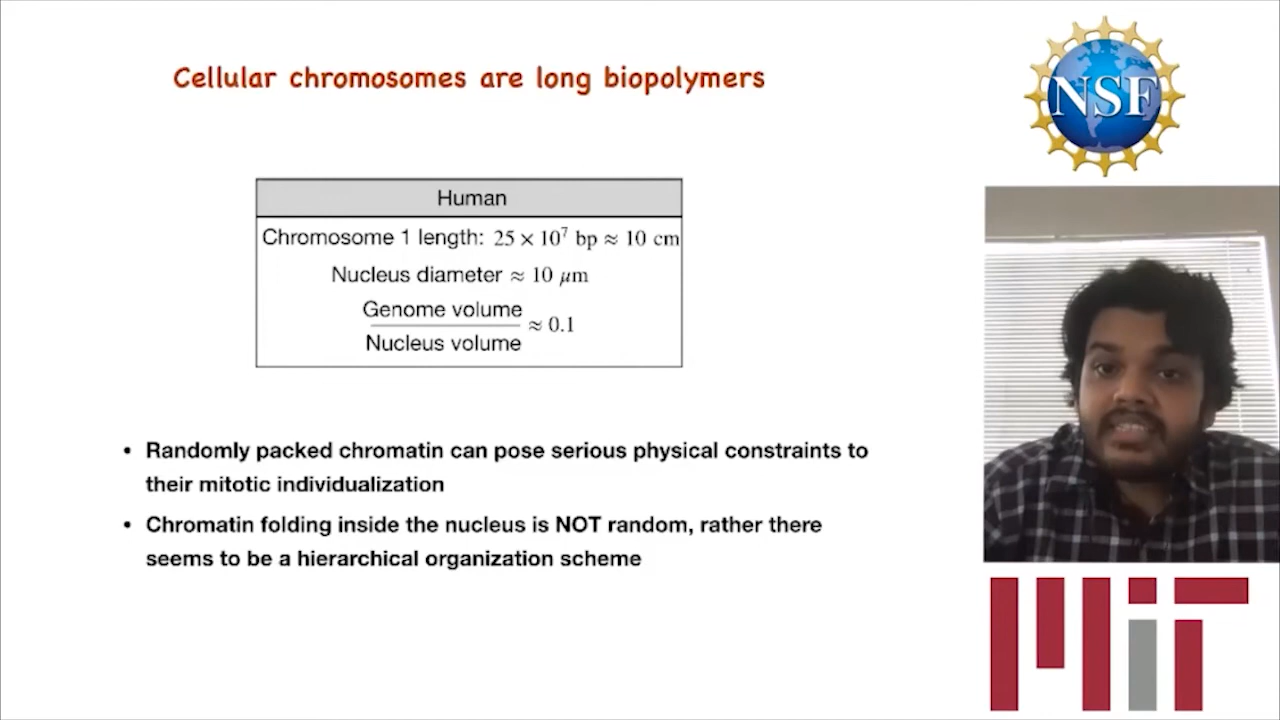 Cellular chromosomes are long biopolymers
NSF
Human
Chromosome 1 length: 25 × 10⁷ bp ≈ 10 cm
Nucleus diameter ≈ 10 μm
Genome volume
≈ 0.1
Nucleus volume
• Randomly packed chromatin can pose serious physical constraints to
their mitotic individualization
• Chromatin folding inside the nucleus is NOT random, rather there
seems to be a hierarchical organization scheme
MIT